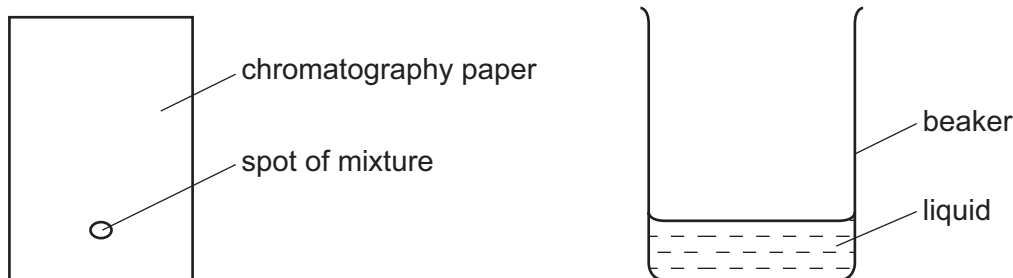 chromatography paper
spot of mixture
beaker
liquid